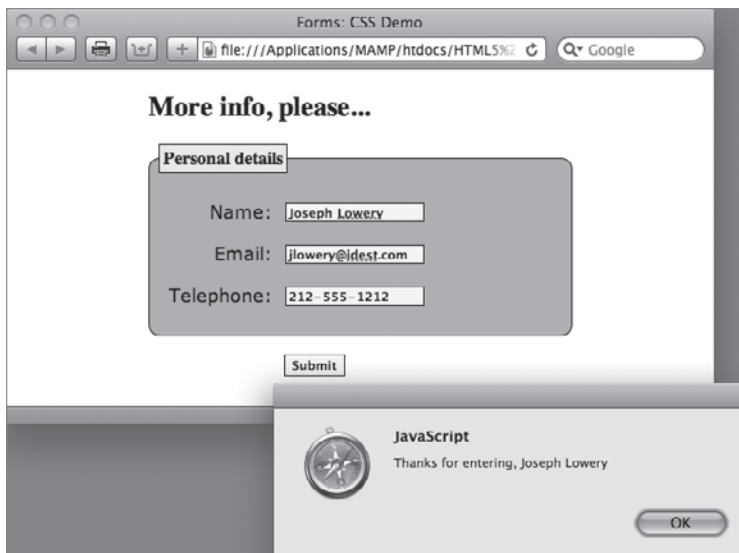 Forms: CSS Demo
file:///Applications/MAMP/htdocs/HTML5%2
Google
More info, please...
Personal details
Name: Joseph Lowery
Email: jlowery@idest.com
Telephone: 212-555-1212
Submit
JavaScript
Thanks for entering, Joseph Lowery
OK